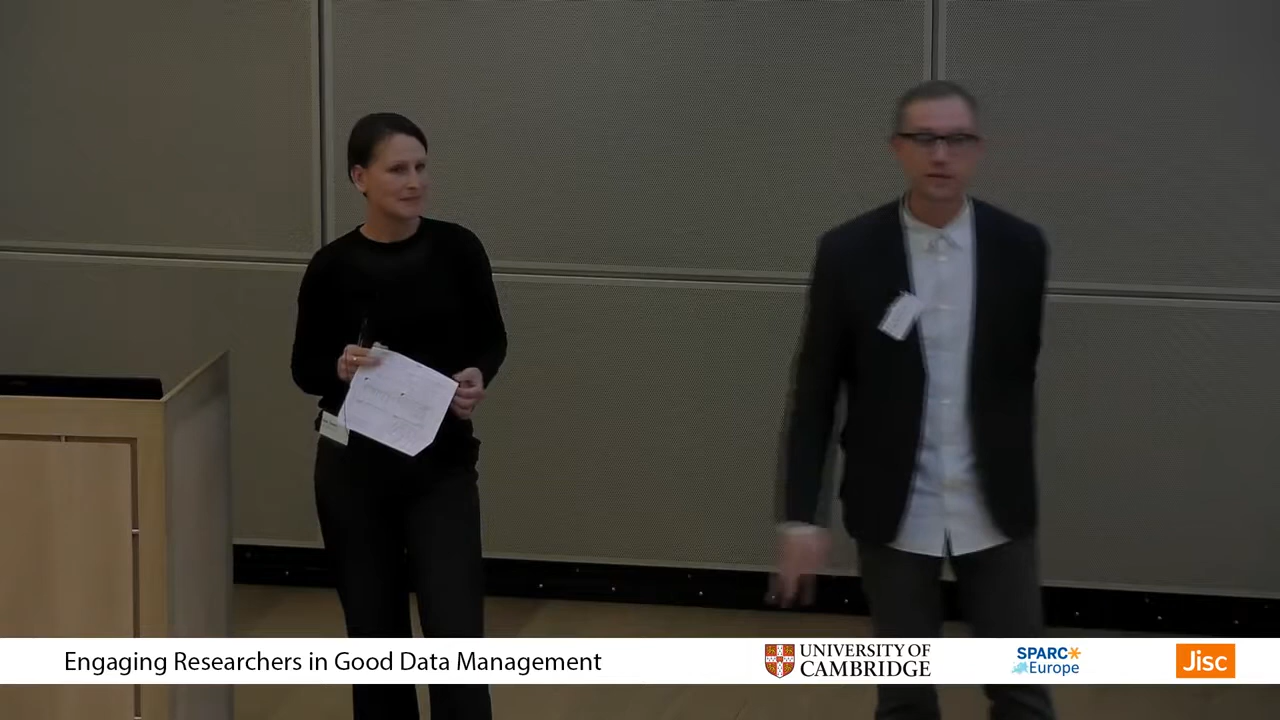 Engaging Researchers in Good Data Management
UNIVERSITY OF
CAMBRIDGE
SPARC
Europe
Jisc